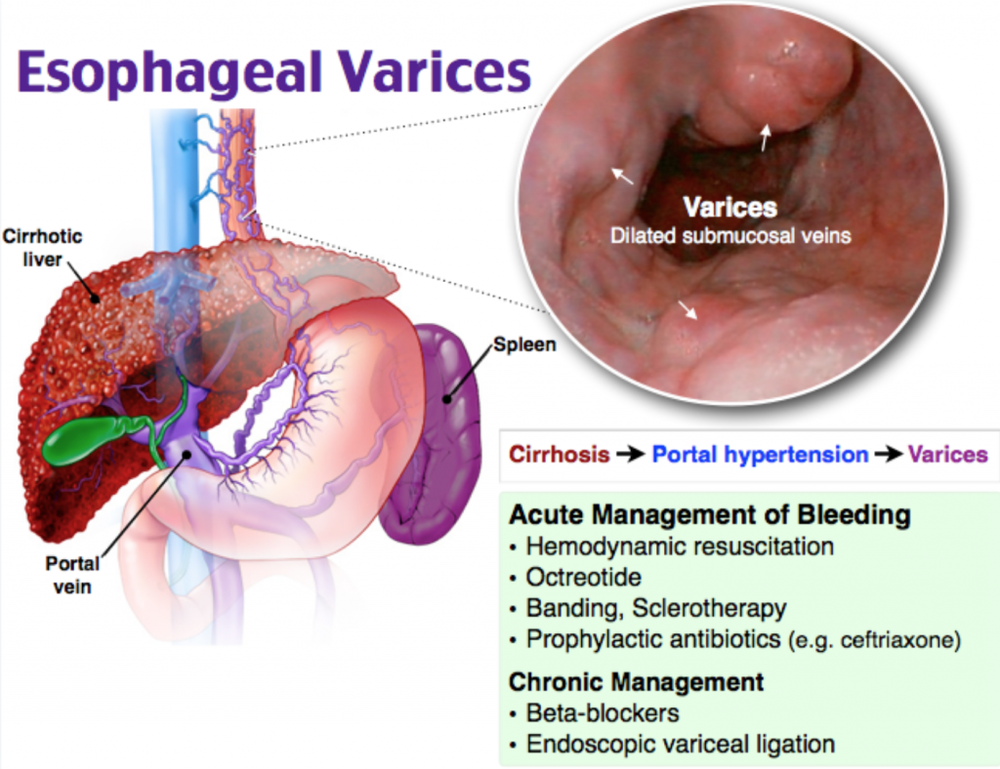 Esophageal Varices
Cirrhotic
liver
Spleen
Portal
vein
Varices
Dilated submucosal veins
Cirrhosis → Portal hypertension → Varices
Acute Management of Bleeding
• Hemodynamic resuscitation
• Octreotide
• Banding, Sclerotherapy
• Prophylactic antibiotics (e.g. ceftriaxone)
Chronic Management
• Beta-blockers
• Endoscopic variceal ligation